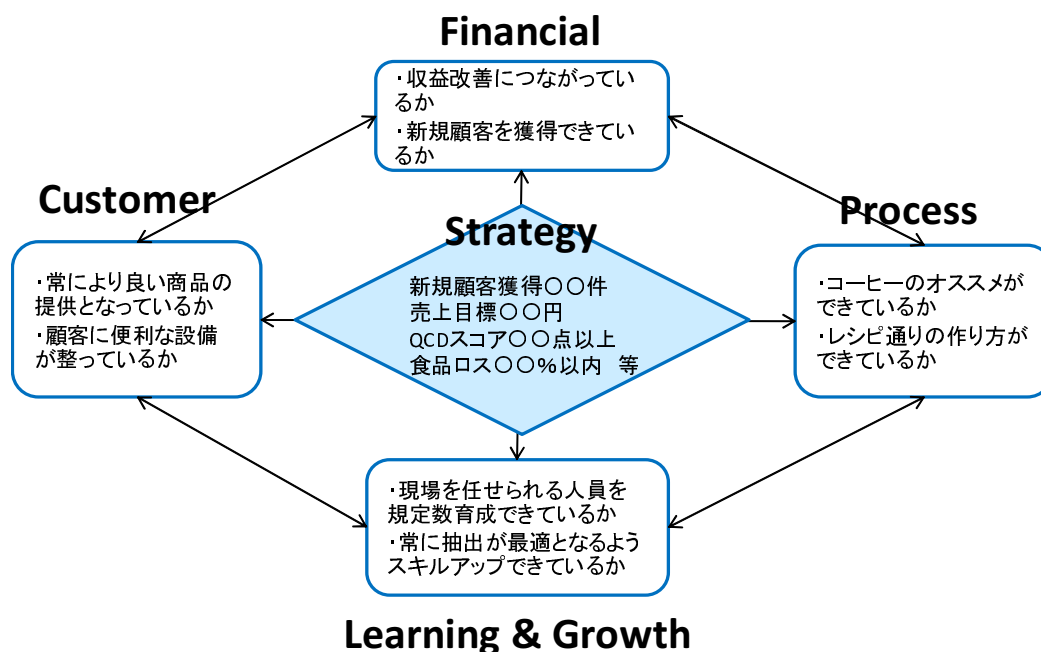 Financial
・収益改善につながってい
るか
・新規顧客を獲得できてい
るか
Customer
・常により良い商品の
提供となっているか
・顧客に便利な設備
が整っているか
Strategy
新規顧客獲得〇〇件
売上目標〇〇円
QCDスコア〇〇点以上
食品ロス〇〇%以内　等
Process
・コーヒーのオススメが
できているか
・レシピ通りの作り方が
できているか
・現場を任せられる人員を
規定数育成できているか
・常に抽出が最適となるよう
スキルアップできているか
Learning & Growth